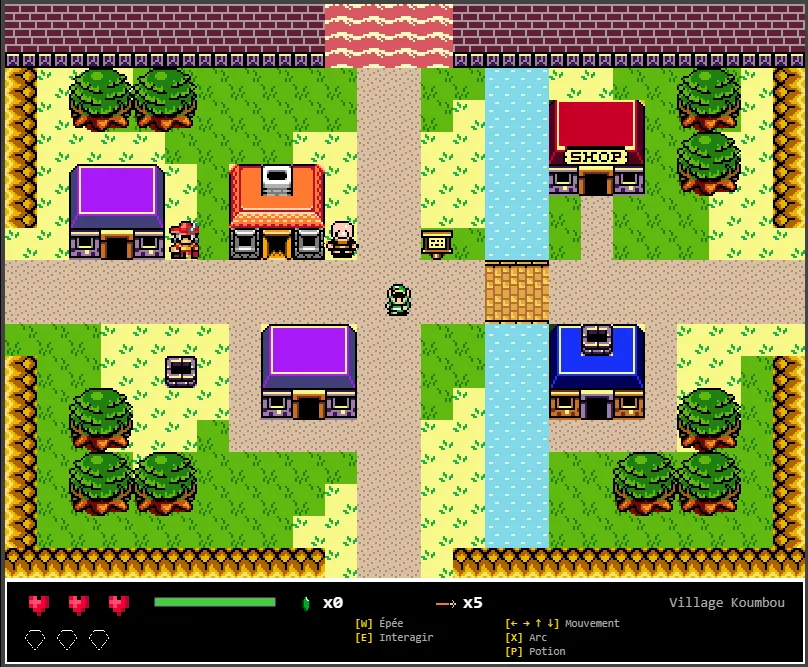 SHOP
x0
x5
Village Koumbou
[W] Épée
[E] Interagir
[← → ↑ ↓] Mouvement
[X] Arc
[P] Potion